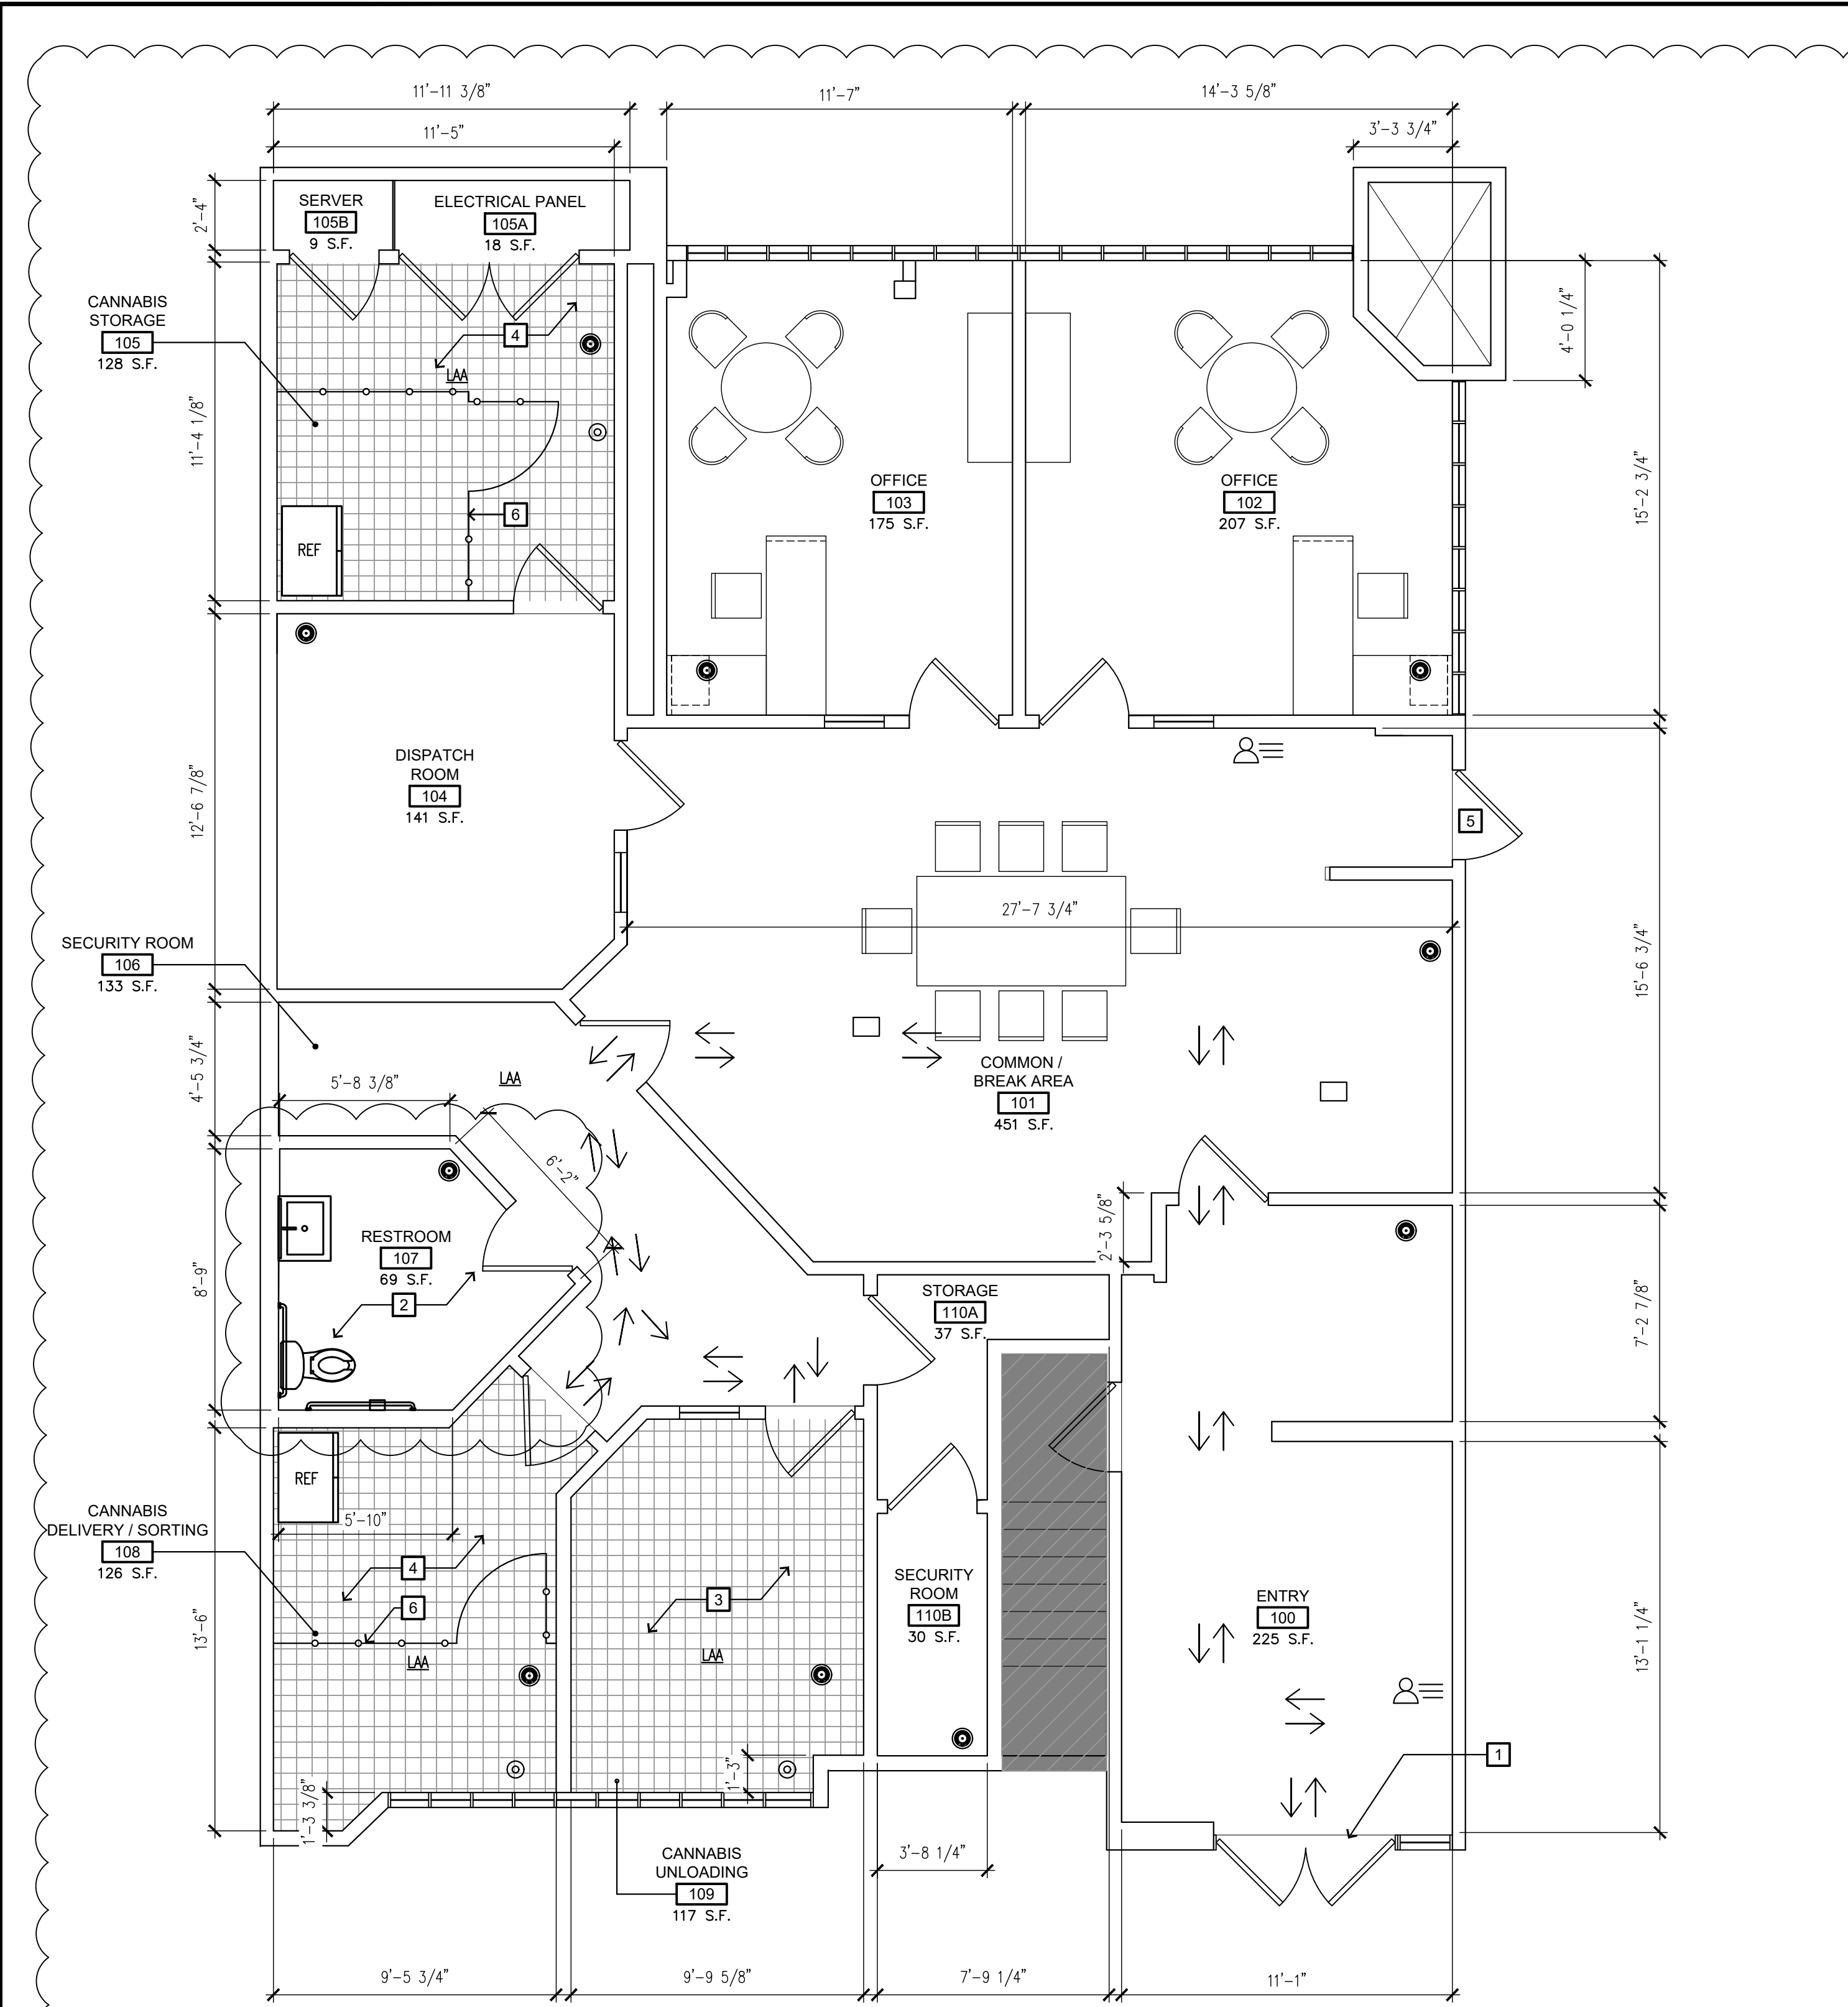 11'-11 3/8"
11'-7"
14'-3 5/8"
11'-5"
3'-3 3/4"
SERVER
105B
9 S.F.
ELECTRICAL PANEL
105A
18 S.F.
2'-4"
CANNABIS
STORAGE
105
128 S.F.
4
LAA
4'-0 1/4"
11'-4 1/8"
OFFICE
103
175 S.F.
OFFICE
102
207 S.F.
15'-2 3/4"
6
REF
DISPATCH
ROOM
104
141 S.F.
12'-6 7/8"
5
27'-7 3/4"
SECURITY ROOM
106
133 S.F.
15'-6 3/4"
4'-5 3/4"
5'-8 3/8"
LAA
COMMON /
BREAK AREA
101
451 S.F.
6'-2"
RESTROOM
107
69 S.F.
2
8'-9"
2'-3 5/8"
STORAGE
110A
37 S.F.
7'-2 7/8"
REF
5'-10"
CANNABIS
DELIVERY / SORTING
108
126 S.F.
4
6
LAA
3
LAA
SECURITY
ROOM
110B
30 S.F.
ENTRY
100
225 S.F.
13'-6"
13'-1 1/4"
1
1'-3"
1'-3 3/8"
CANNABIS
UNLOADING
109
117 S.F.
3'-8 1/4"
9'-5 3/4"
9'-9 5/8"
7'-9 1/4"
11'-1"